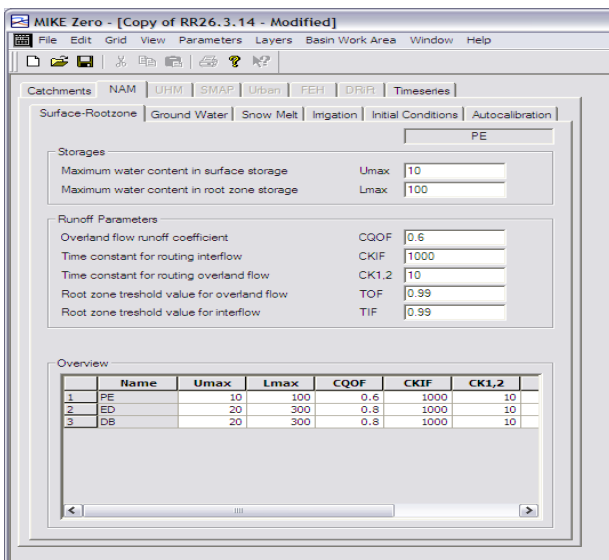 MIKE Zero - [Copy of RR26.3.14 - Modified]
File Edit Grid View Parameters Layers Basin Work Area Window Help
Catchments NAM UHM SMAP Urban FEH DRiFt Timeseries
Surface-Rootzone Ground Water Snow Melt Irrigation Initial Conditions Autocalibration
PE
Storages
Maximum water content in surface storage Umax 10
Maximum water content in root zone storage Lmax 100
Runoff Parameters
Overland flow runoff coefficient CQOF 0.6
Time constant for routing interflow CKIF 1000
Time constant for routing overland flow CK1,2 10
Root zone treshold value for overland flow TOF 0.99
Root zone treshold value for interflow TIF 0.99
Overview
Name Umax Lmax CQOF CKIF CK1,2
1 PE 10 100 0.6 1000 10
2 ED 20 300 0.8 1000 10
3 DB 20 300 0.8 1000 10